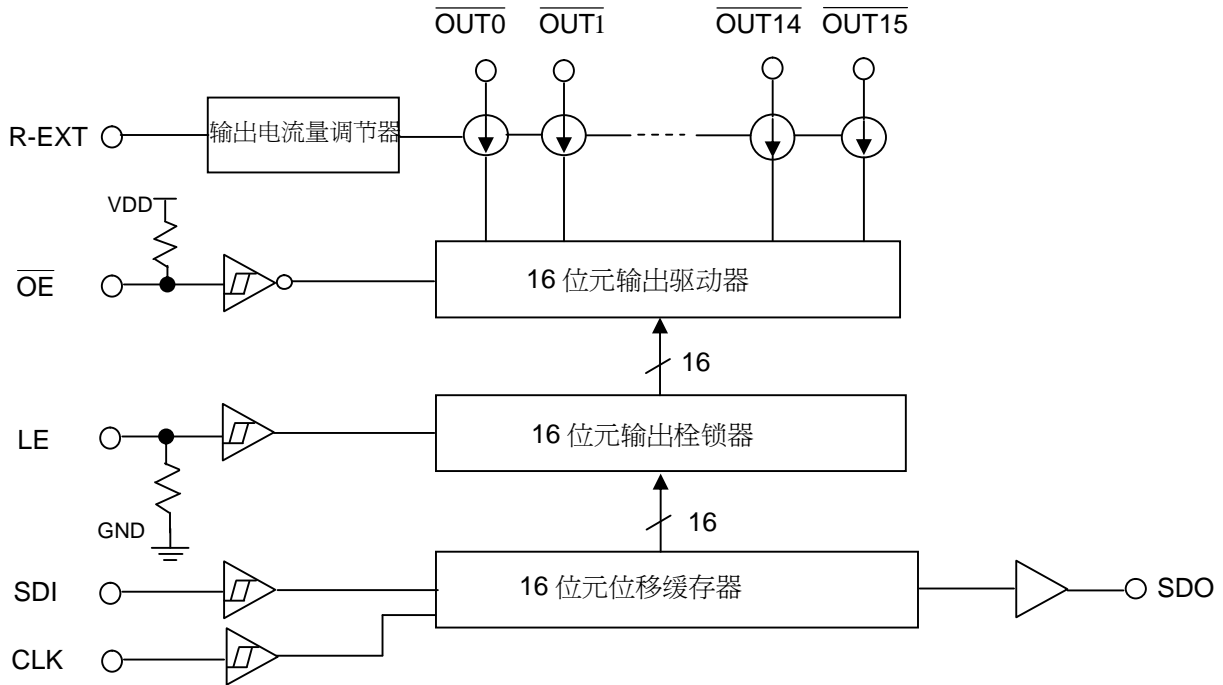 OUT0 OUT1 OUT14 OUT15
R-EXT
输出电流量调节器
VDD
OE
16 位元输出驱动器
16
LE
16 位元输出栓锁器
GND
16
SDI
16 位元位移缓存器
SDO
CLK